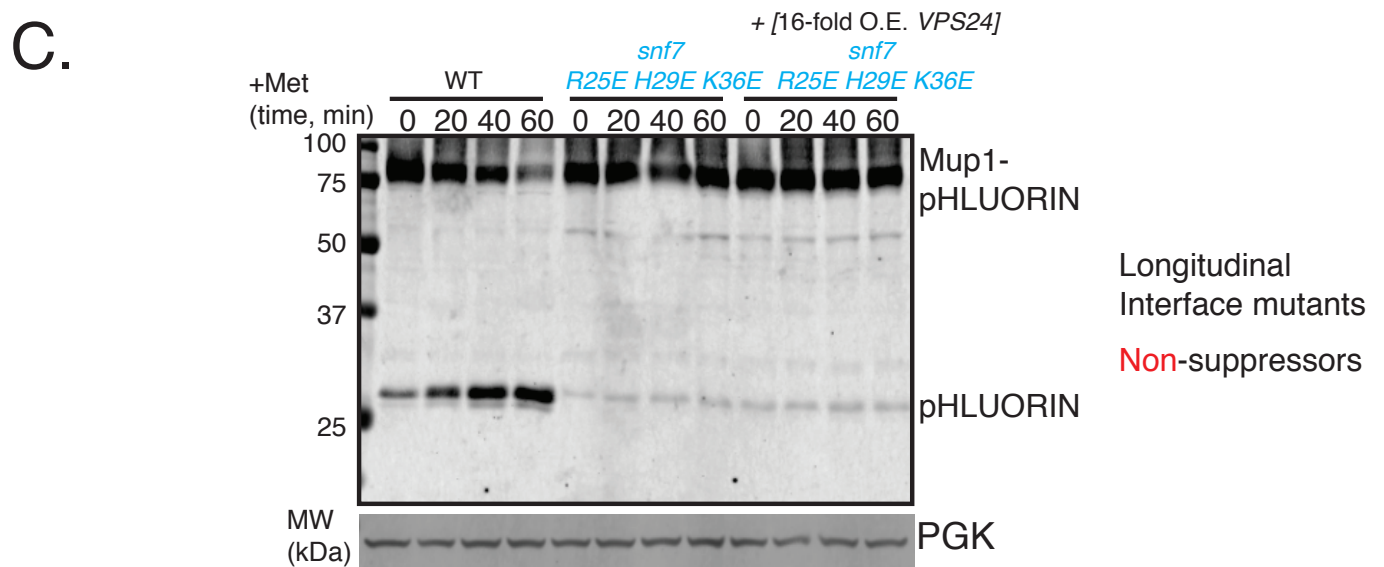 C.
+ [16-fold O.E. VPS24]
snf7 snf7
+Met WT R25E H29E K36E R25E H29E K36E
(time, min) 0 20 40 60 0 20 40 60 0 20 40 60
100
75
50
37
25
Mup1-
pHLUORIN
pHLUORIN
Longitudinal
Interface mutants
Non-suppressors
MW
(kDa)
PGK